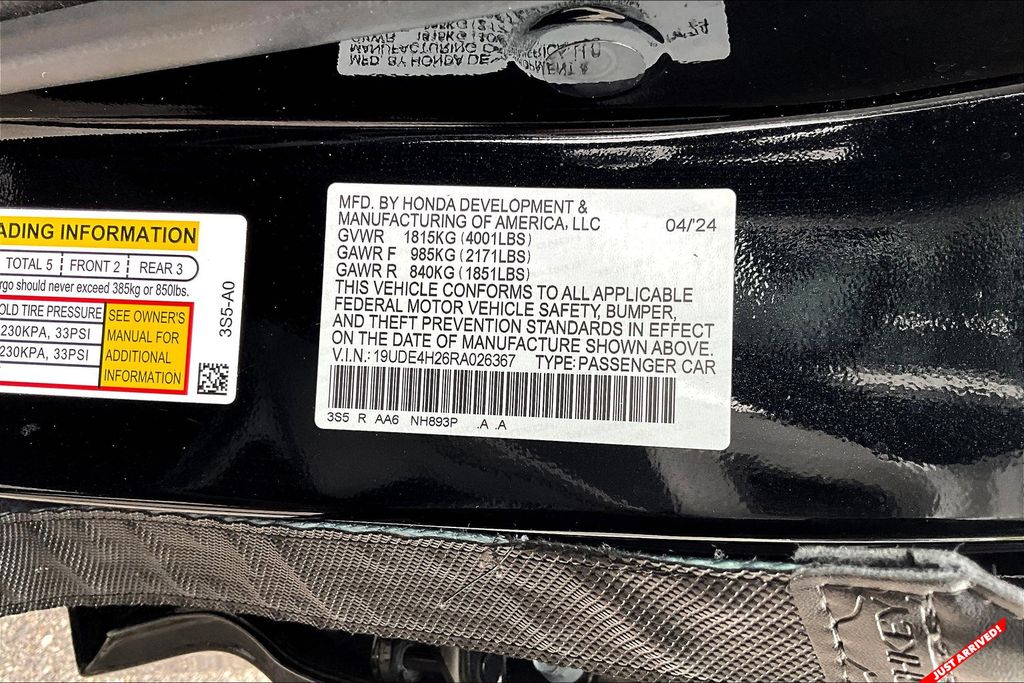 ADING INFORMATION
TOTAL 5 FRONT 2 REAR 3
rgo should never exceed 385kg or 850lbs.
OLD TIRE PRESSURE
230KPA, 33PSI
230KPA, 33PSI
SEE OWNER'S
MANUAL FOR
ADDITIONAL
INFORMATION
3S5-A0
MFD. BY HONDA DEVELOPMENT &
MANUFACTURING OF AMERICA, LLC 04/'24
GVWR 1815KG (4001LBS)
GAWR F 985KG (2171LBS)
GAWR R 840KG (1851LBS)
THIS VEHICLE CONFORMS TO ALL APPLICABLE
FEDERAL MOTOR VEHICLE SAFETY, BUMPER,
AND THEFT PREVENTION STANDARDS IN EFFECT
ON THE DATE OF MANUFACTURE SHOWN ABOVE.
V.I.N.: 19UDE4H26RA026367 TYPE: PASSENGER CAR
3S5 R AA6 NH893P .A .A
JUST ARRIVED!